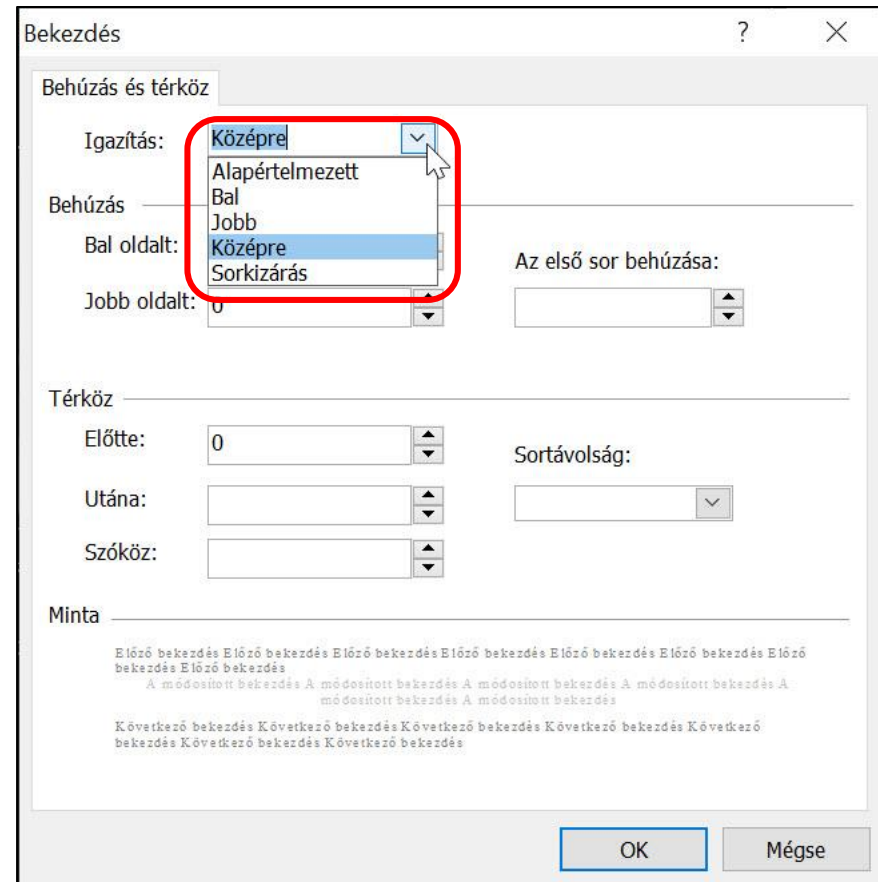 Bekezdés ?
Behúzás és térköz
Igazítás: Középre
Alapértelmezett
Bal
Jobb
Középre
Sorkizárás
Behúzás
Bal oldalt:
Az első sor behúzása:
Jobb oldalt: 0
Térköz
Előtte: 0
Sortávolság:
Utána:
Szóköz:
Minta
Előző bekezdés Előző bekezdés Előző bekezdés Előző bekezdés Előző bekezdés Előző bekezdés Előző
bekezdés Előző bekezdés
A módosított bekezdés A módosított bekezdés A módosított bekezdés A módosított bekezdés A
módosított bekezdés A módosított bekezdés
Következő bekezdés Következő bekezdés Következő bekezdés Következő bekezdés Következő
bekezdés Következő bekezdés Következő bekezdés
OK Mégse